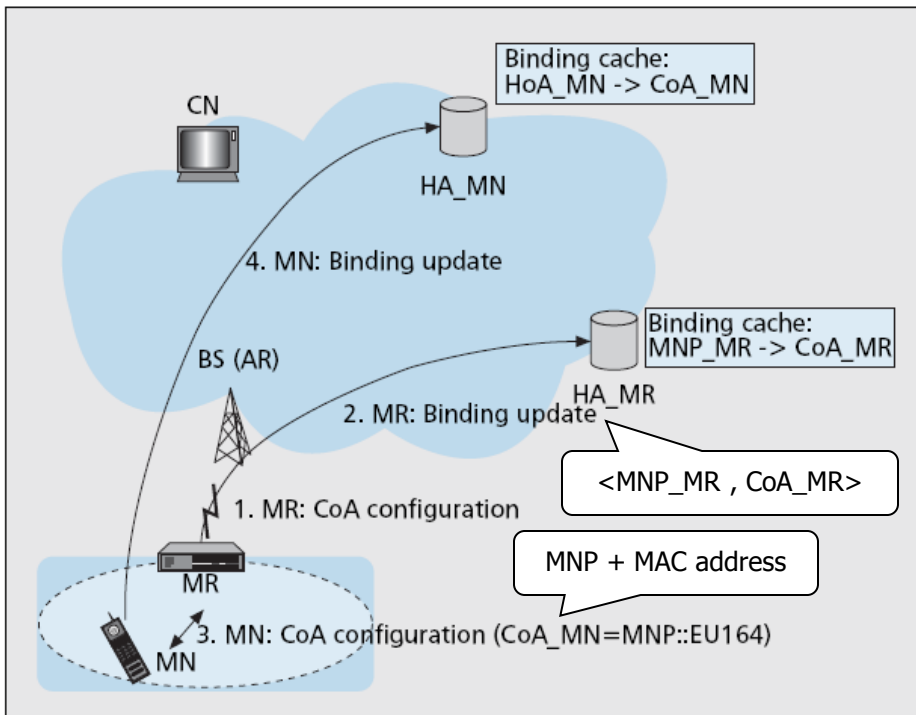 Binding cache:
HoA_MN -> CoA_MN
CN
HA_MN
4. MN: Binding update
Binding cache:
MNP_MR -> CoA_MR
BS (AR)
HA_MR
2. MR: Binding update
<MNP_MR , CoA_MR>
1. MR: CoA configuration
MNP + MAC address
MR
3. MN: CoA configuration (CoA_MN=MNP::EU164)
MN